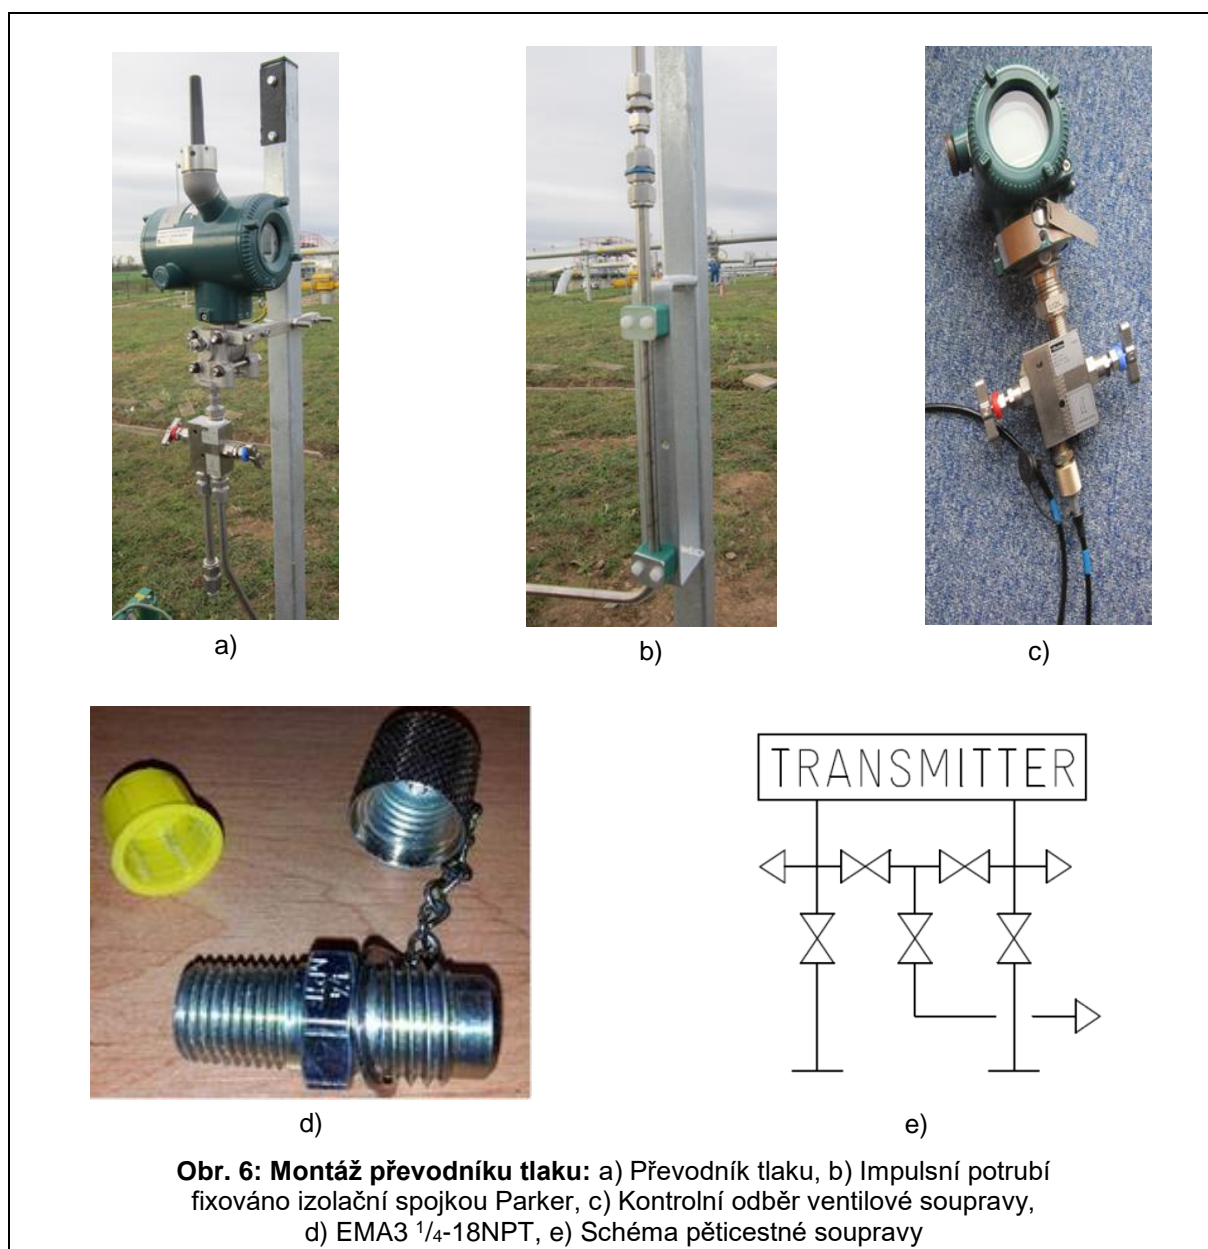 a)
b)
c)
TRANSMITTER
1/4
MPT
d)
e)
Obr. 6: Montáž převodníku tlaku: a) Převodník tlaku, b) Impulsní potrubí
fixováno izolační spojkou Parker, c) Kontrolní odběr ventilové soupravy,
d) EMA3 1/4-18NPT, e) Schéma pěticestné soupravy